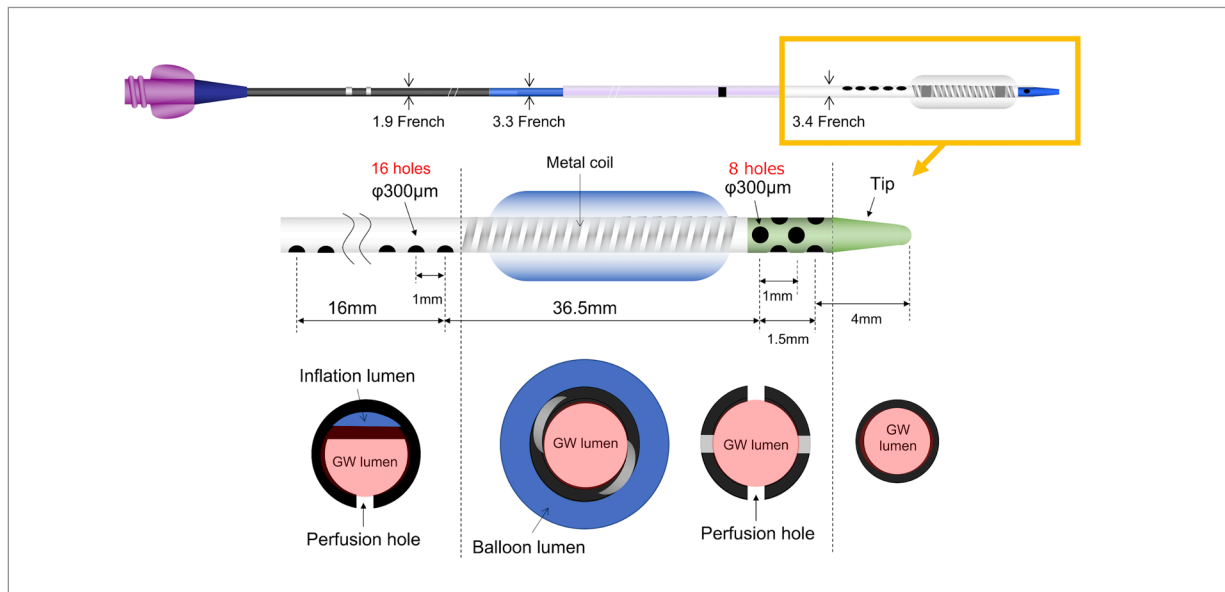 1.9 French
3.3 French
3.4 French
16 holes
φ300μm
Metal coil
8 holes
φ300μm
Tip
1mm
16mm
36.5mm
1mm
1.5mm
4mm
Inflation lumen
GW lumen
Perfusion hole
GW lumen
Balloon lumen
GW lumen
Perfusion hole
GW
lumen